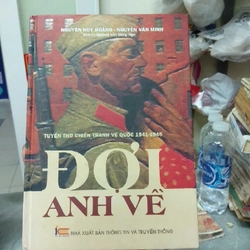 NGUYỄN HUY HOÀNG - NGUYỄN VĂN MINH
TUYỂN THƠ CHIẾN TRANH VỆ QUỐC 1941-1945
ĐỢI
ANH VỀ
NHÀ XUẤT BẢN THÔNG TIN VÀ TRUYỀN THÔNG